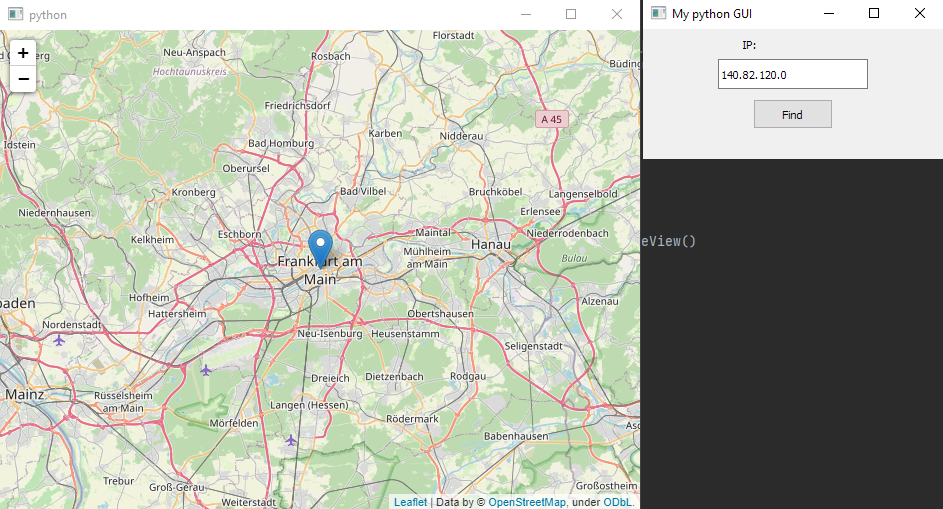 python
My python GUI
IP:
140.82.120.0
Find
eView()
+
−
Florstadt
Neu-Anspach
Rosbach
Hochtaunuskreis
Büding
Friedrichsdorf
A 45
Karben
Nidderau
Idstein
Bad Homburg
Oberursel
Kronberg
Bad Vilbel
Bruchköbel
Langenselbold
Niedernhausen
Erlensee
Eschborn
Maintal
Niederrodenbach
Kelkheim
Hanau
Mühlheim
am Main
Bulau
Frankfurt am
Main
baden
Hofheim
Hattersheim
Alzenau
Obertshausen
Nordenstadt
Neu-Isenburg
Heusenstamm
Seligenstadt
Dreieich
Dietzenbach
Rodgau
Mainz
Rüsselsheim
am Main
Langen (Hessen)
Rödermark
Mörfelden
Babenhausen
Trebur
Groß-Gerau
Großostheim
Weiterstadt
Leaflet | Data by © OpenStreetMap, under ODbL.